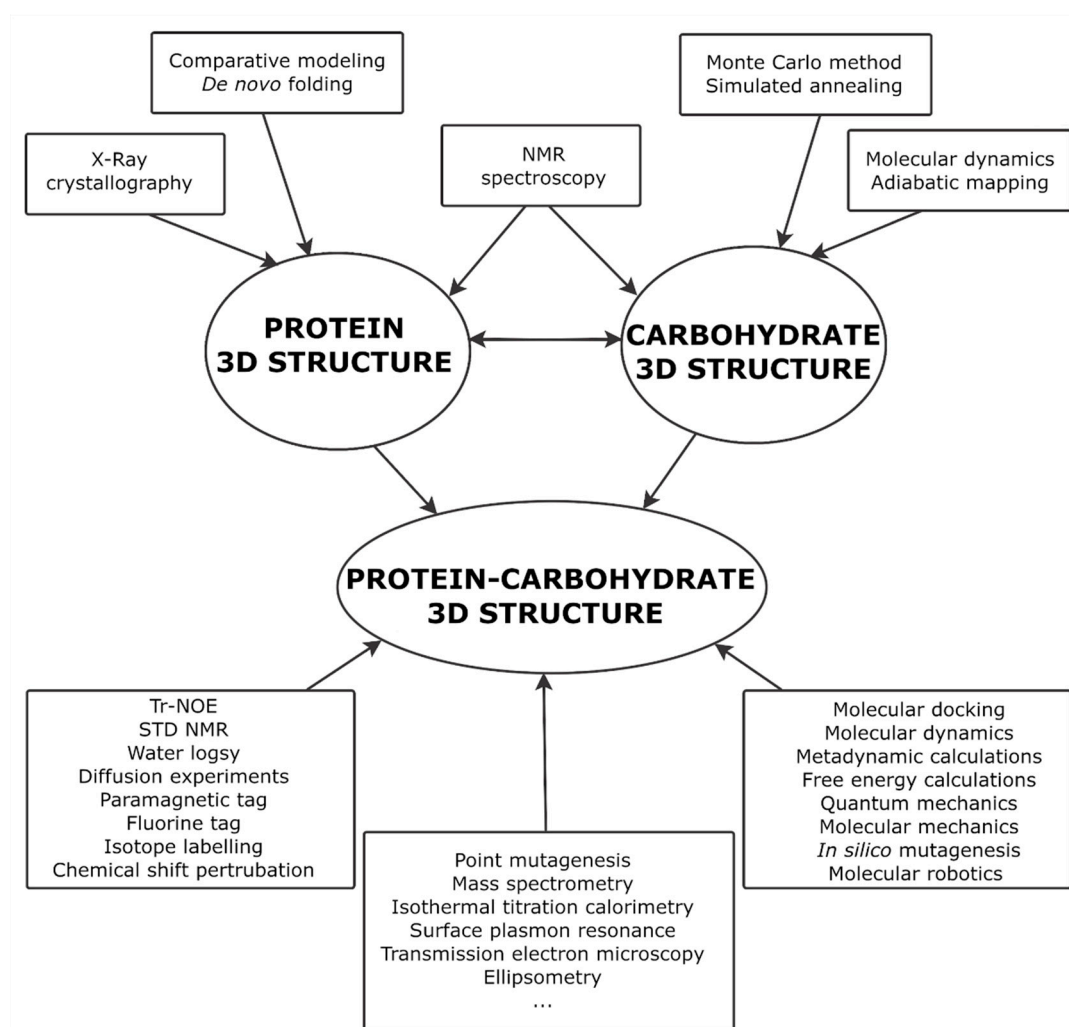 Comparative modeling
De novo folding
Monte Carlo method
Simulated annealing
X-Ray
crystallography
NMR
spectroscopy
Molecular dynamics
Adiabatic mapping
PROTEIN
3D STRUCTURE
CARBOHYDRATE
3D STRUCTURE
PROTEIN-CARBOHYDRATE
3D STRUCTURE
Tr-NOE
STD NMR
Water logsy
Diffusion experiments
Paramagnetic tag
Fluorine tag
Isotope labelling
Chemical shift pertrubation
Point mutagenesis
Mass spectrometry
Isothermal titration calorimetry
Surface plasmon resonance
Transmission electron microscopy
Ellipsometry
...
Molecular docking
Molecular dynamics
Metadynamic calculations
Free energy calculations
Quantum mechanics
Molecular mechanics
In silico mutagenesis
Molecular robotics